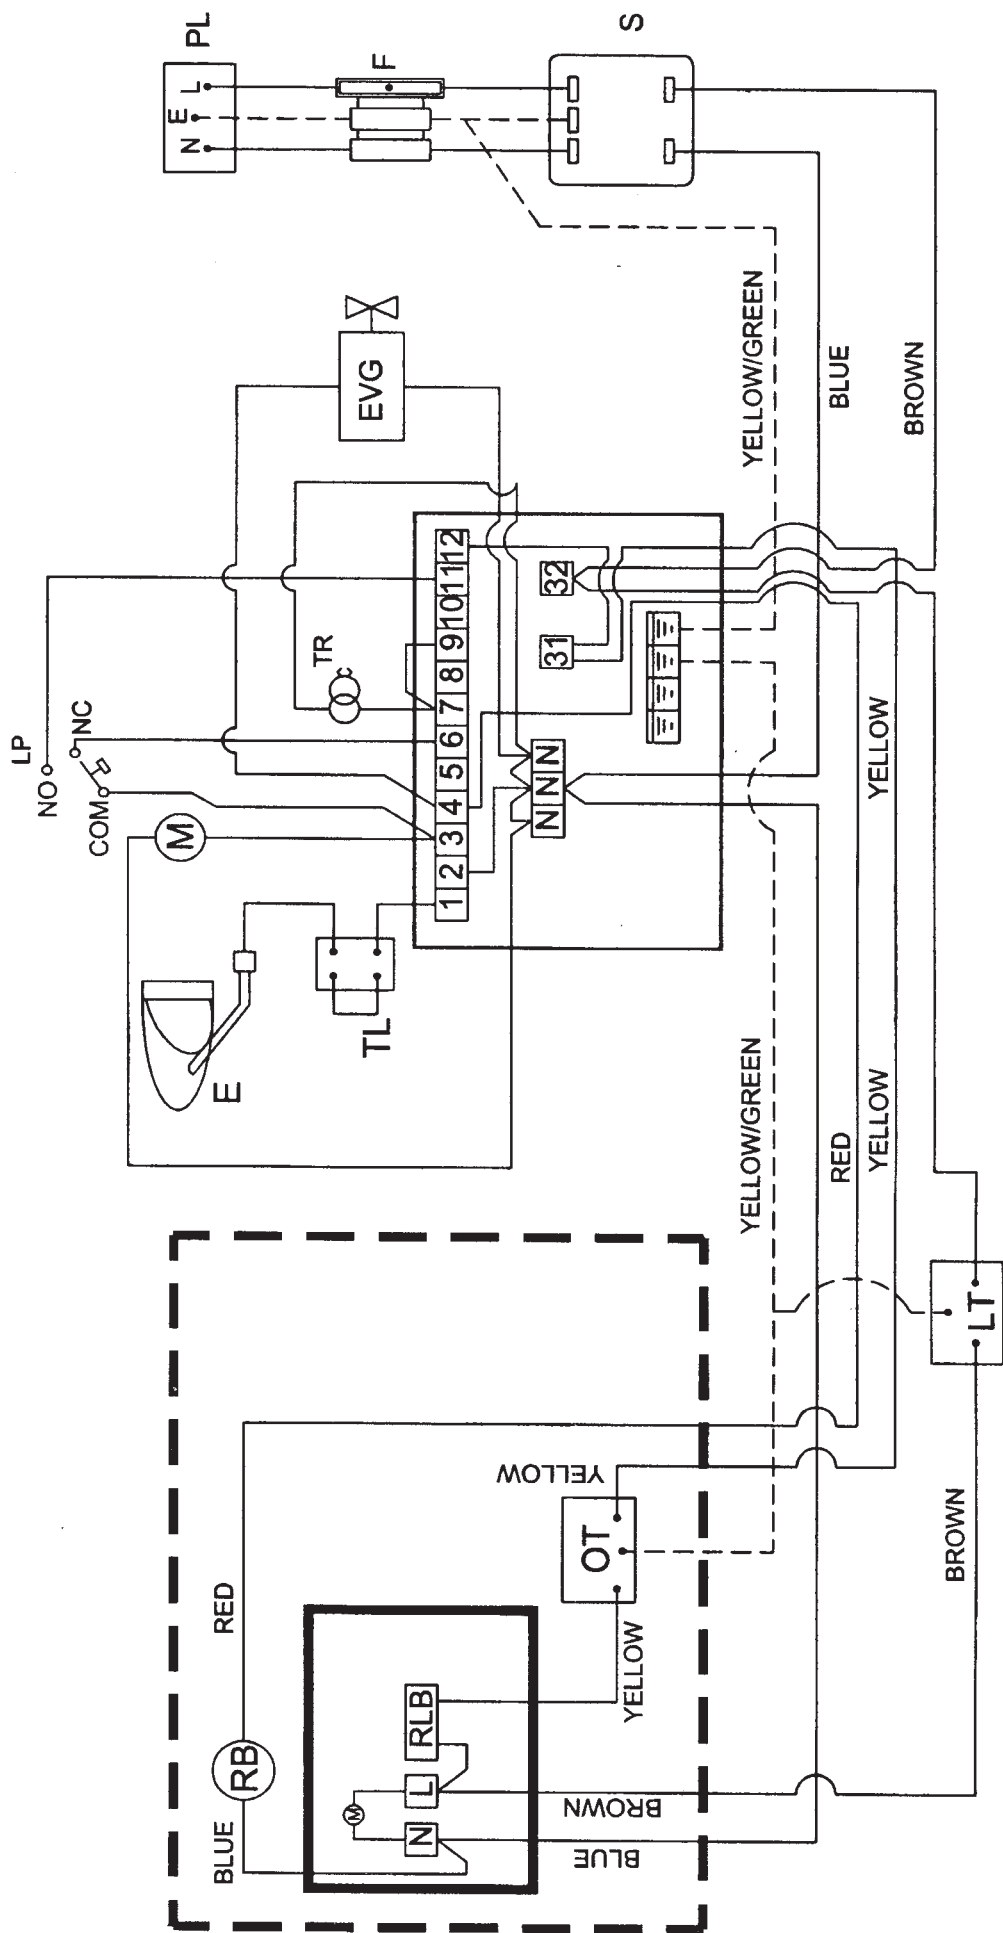 PL
N E L
F
S
EVG
LP
NO
NC
COM
M
TR
E
TL
1 2 3 4 5 6 7 8 9 10 11 12
31
32
N N N
YELLOW/GREEN
BLUE
BROWN
YELLOW
YELLOW/GREEN
RED
YELLOW
LT
BROWN
RED
RB
BLUE
YELLOW
OT
YELLOW
RLB
M
N
L
BROWN
BLUE